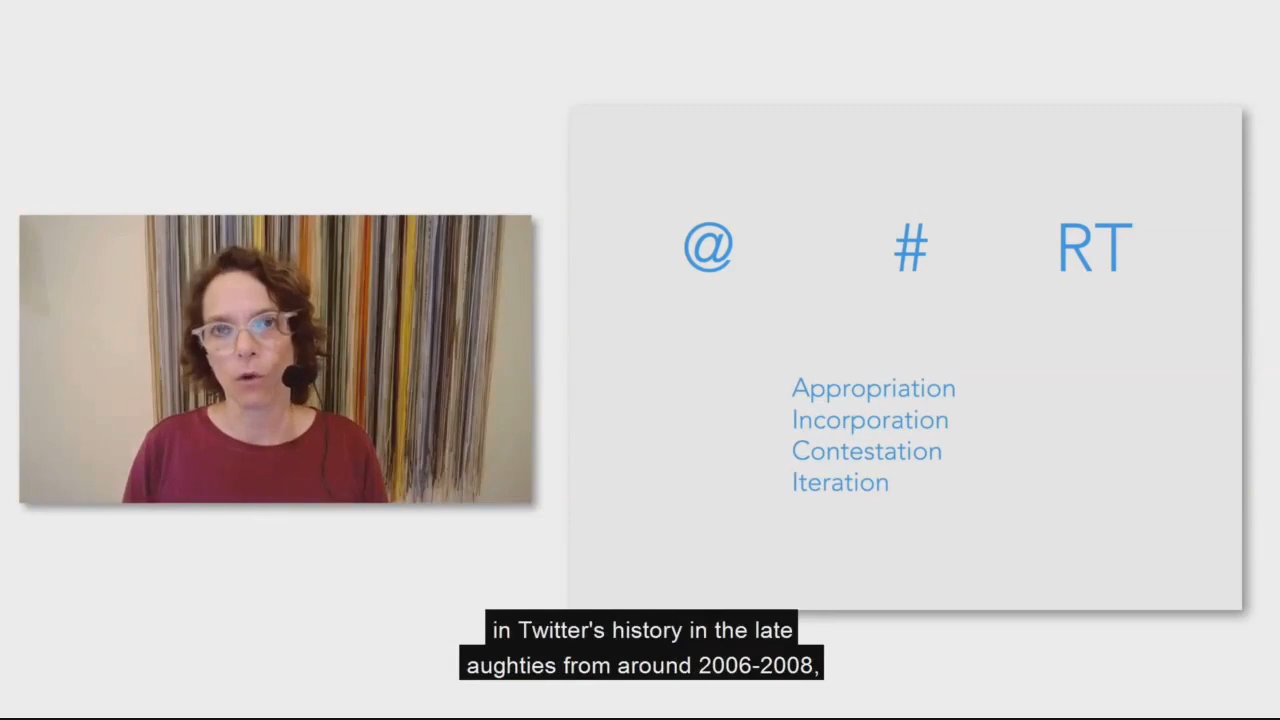 @ # RT
Appropriation
Incorporation
Contestation
Iteration
in Twitter's history in the late
aughties from around 2006-2008,